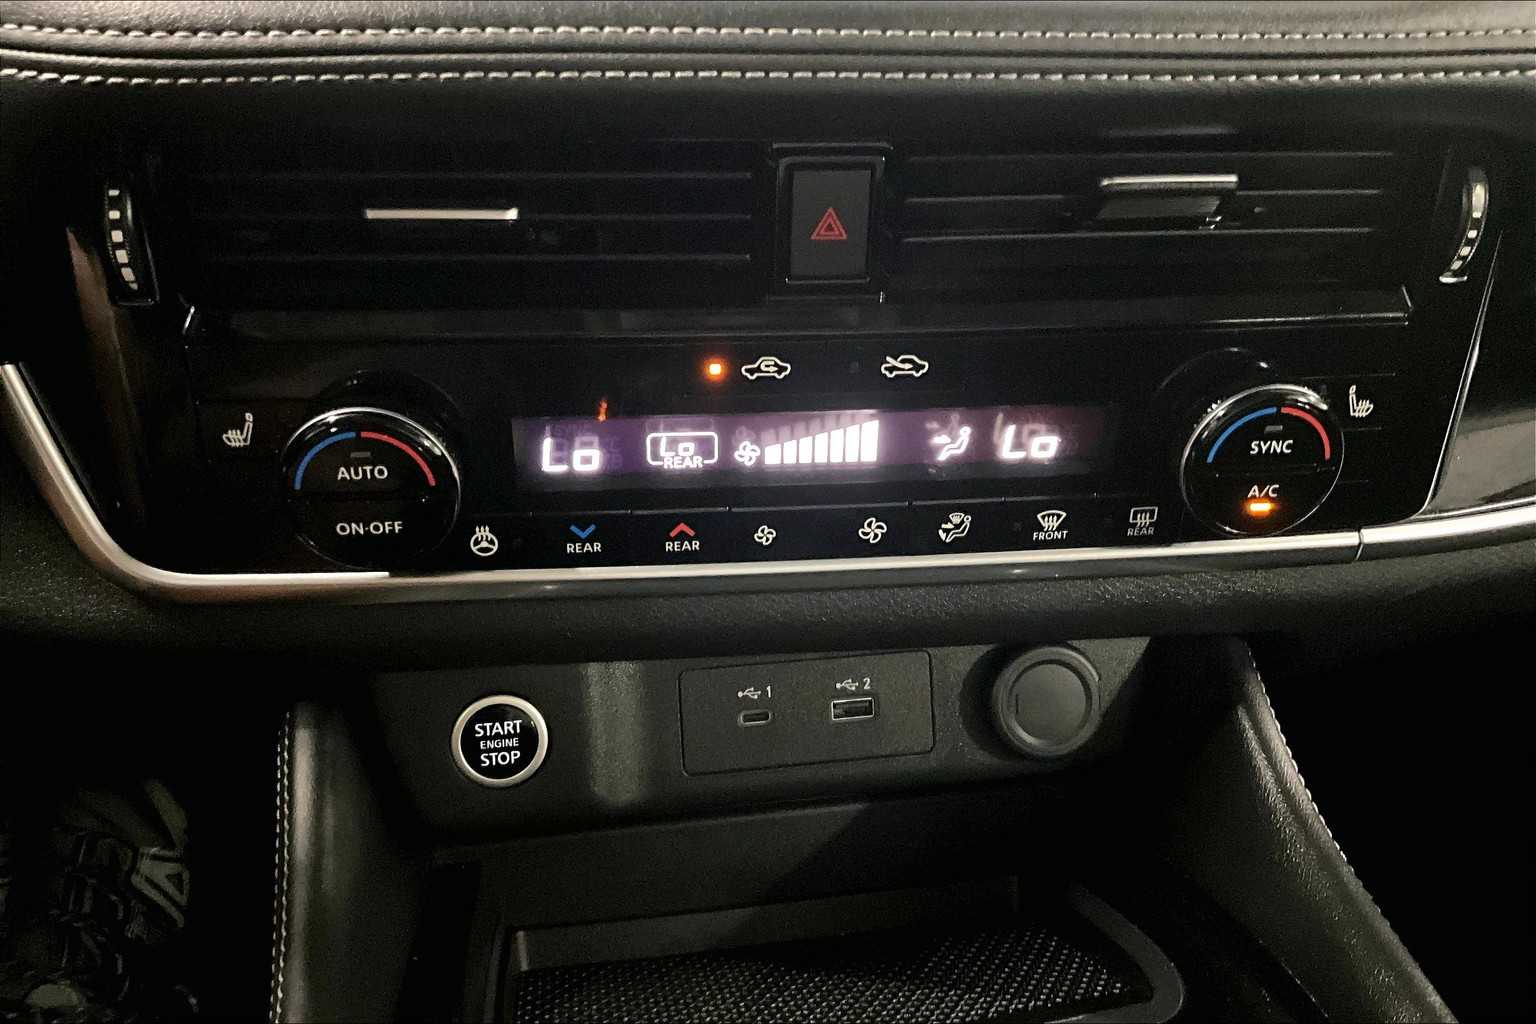 AUTO
ON-OFF
Lo
Lo
REAR
Lo
SYNC
A/C
REAR
REAR
FRONT
REAR
START
ENGINE
STOP
1
2